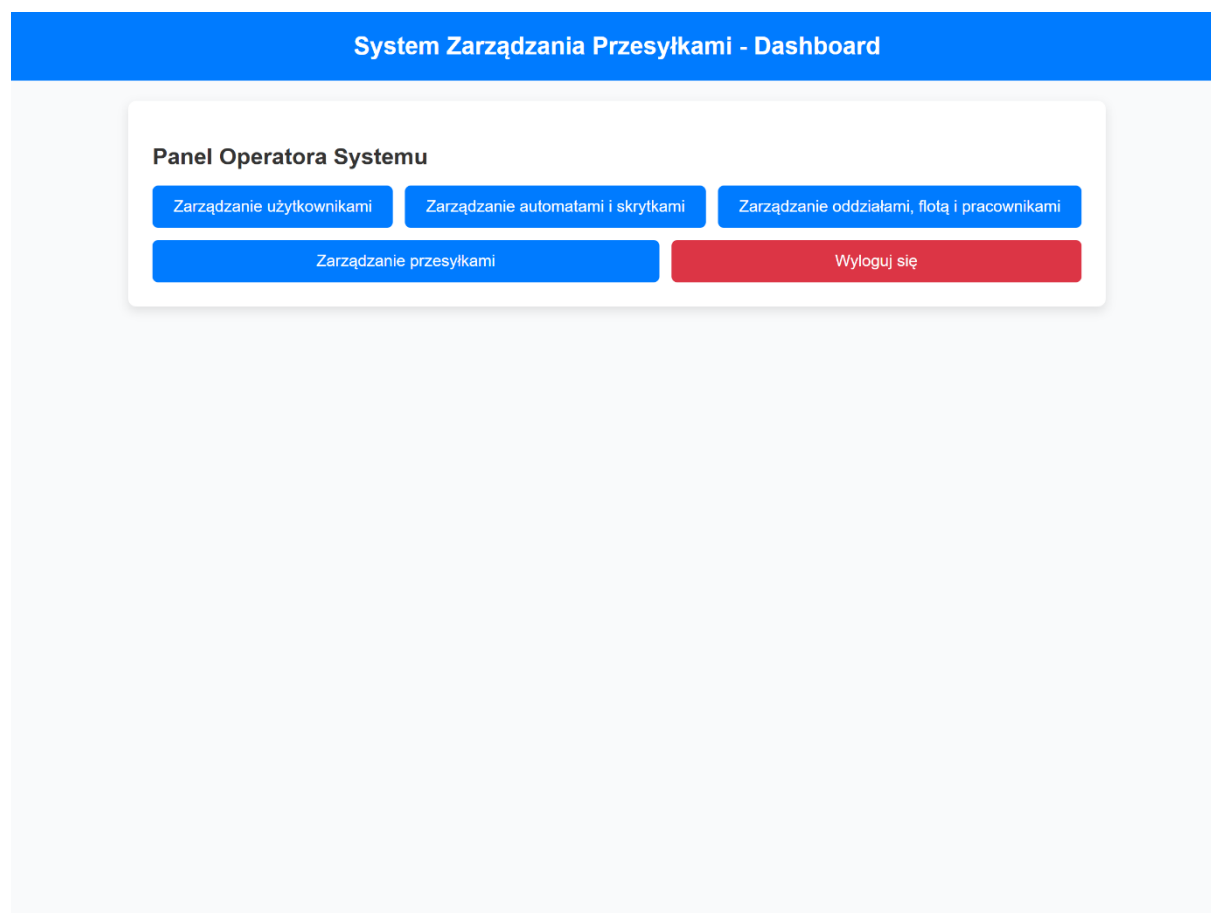 System Zarządzania Przesyłkami - Dashboard
Panel Operatora Systemu
Zarządzanie użytkownikami
Zarządzanie automatami i skrytkami
Zarządzanie oddziałami, flotą i pracownikami
Zarządzanie przesyłkami
Wyloguj się